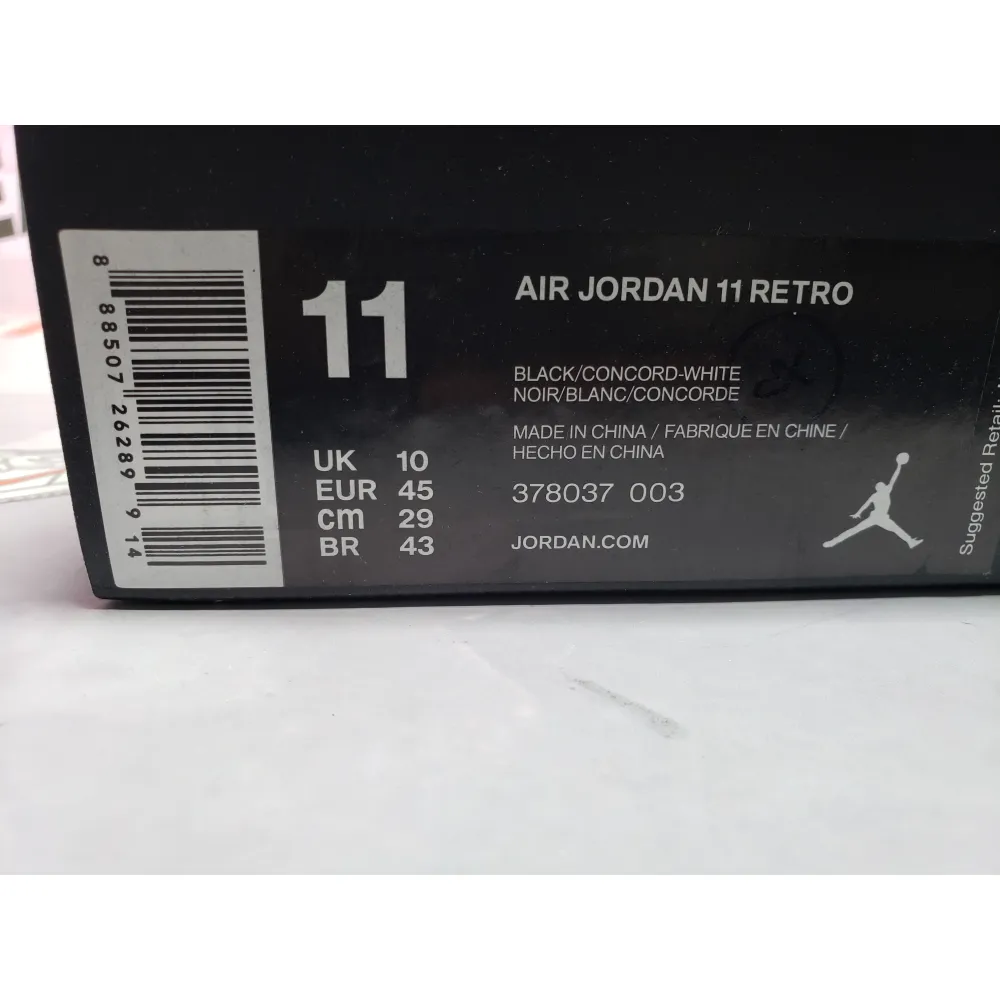 8 88507 26289 9 14
11
UK 10
EUR 45
cm 29
BR 43
AIR JORDAN 11 RETRO
BLACK/CONCORD-WHITE
NOIR/BLANC/CONCORDE
MADE IN CHINA / FABRIQUE EN CHINE /
HECHO EN CHINA
378037 003
JORDAN.COM
Suggested Retail: